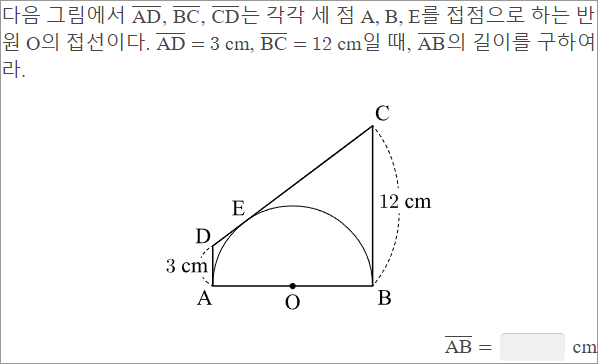 다음 그림에서 AD, BC, CD는 각각 세 점 A, B, E를 접점으로 하는 반
원 O의 접선이다. AD = 3 cm, BC = 12 cm일 때, AB의 길이를 구하여
라.
C
E
12 cm
D
3 cm
A
O
B
AB = cm